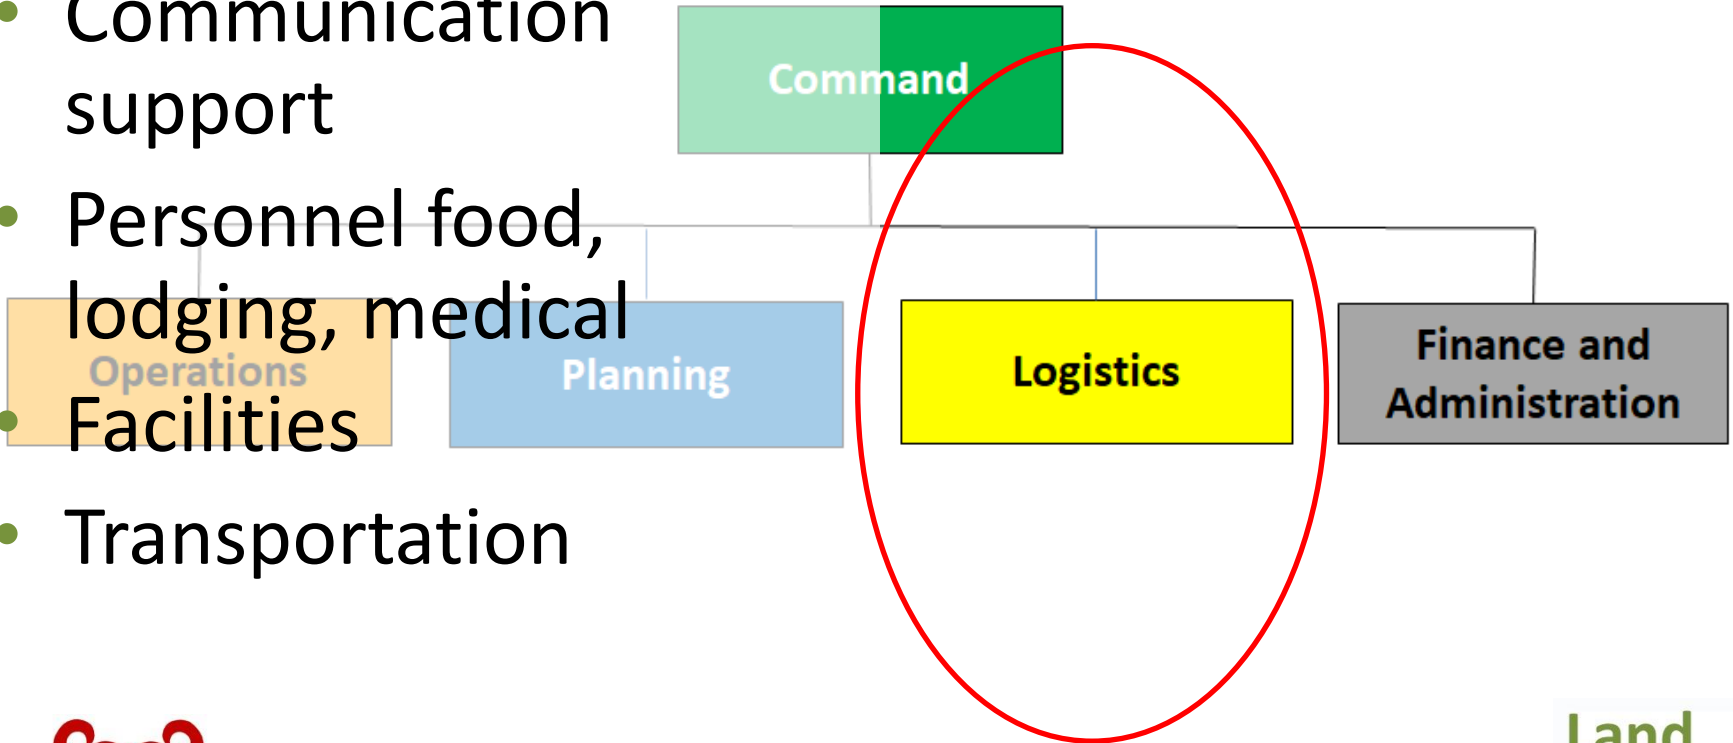 • Communication
support
• Personnel food,
lodging, medical
• Facilities
• Transportation
Command
Operations
Planning
Logistics
Finance and
Administration
Land